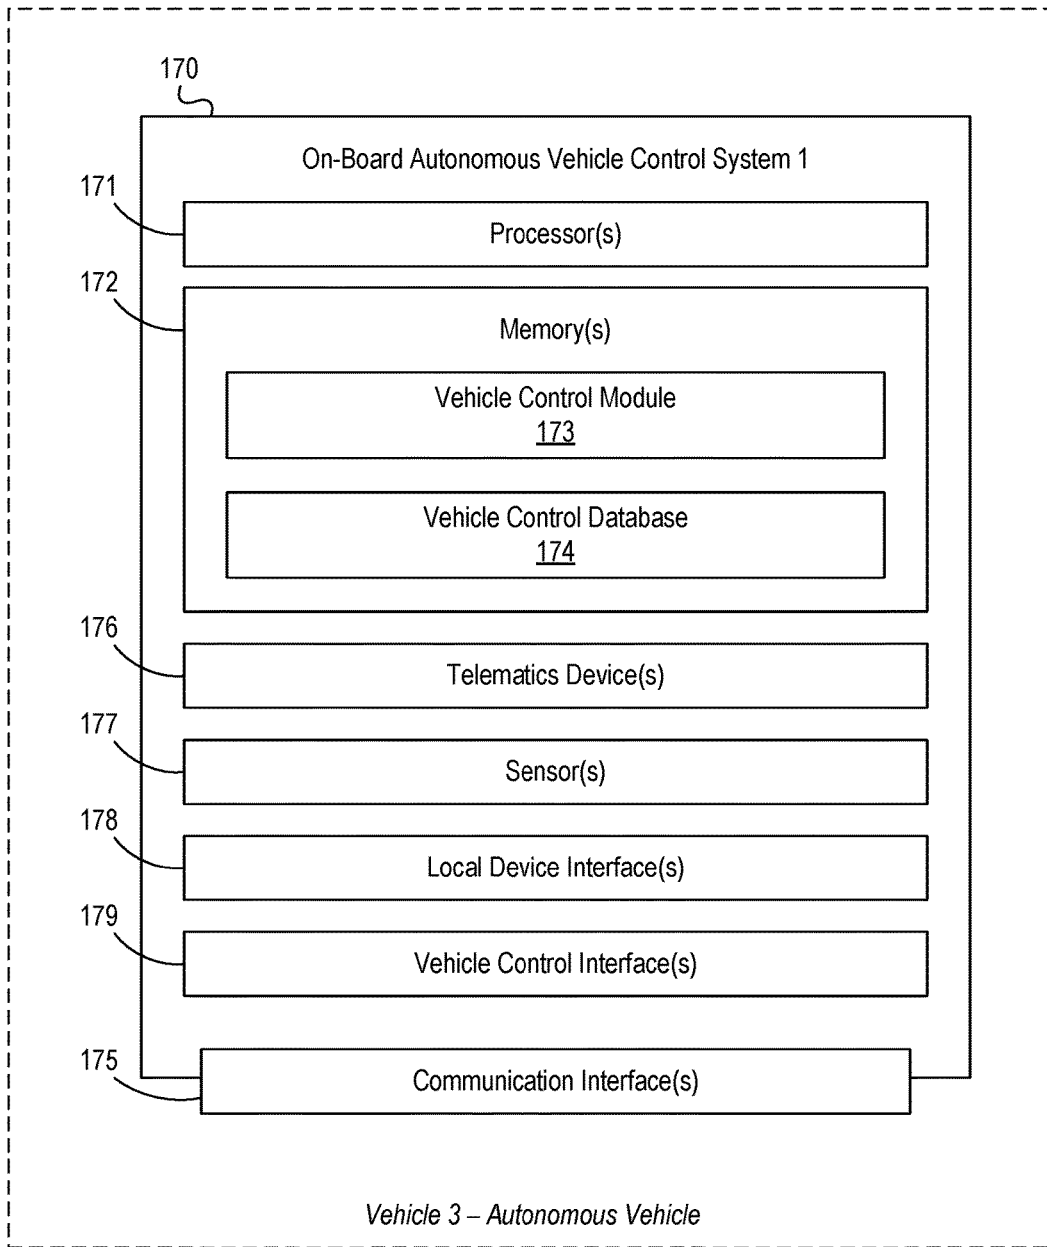 170
On-Board Autonomous Vehicle Control System 1
171
Processor(s)
172
Memory(s)
Vehicle Control Module
173
Vehicle Control Database
174
176
Telematics Device(s)
177
Sensor(s)
178
Local Device Interface(s)
179
Vehicle Control Interface(s)
175
Communication Interface(s)
Vehicle 3 – Autonomous Vehicle